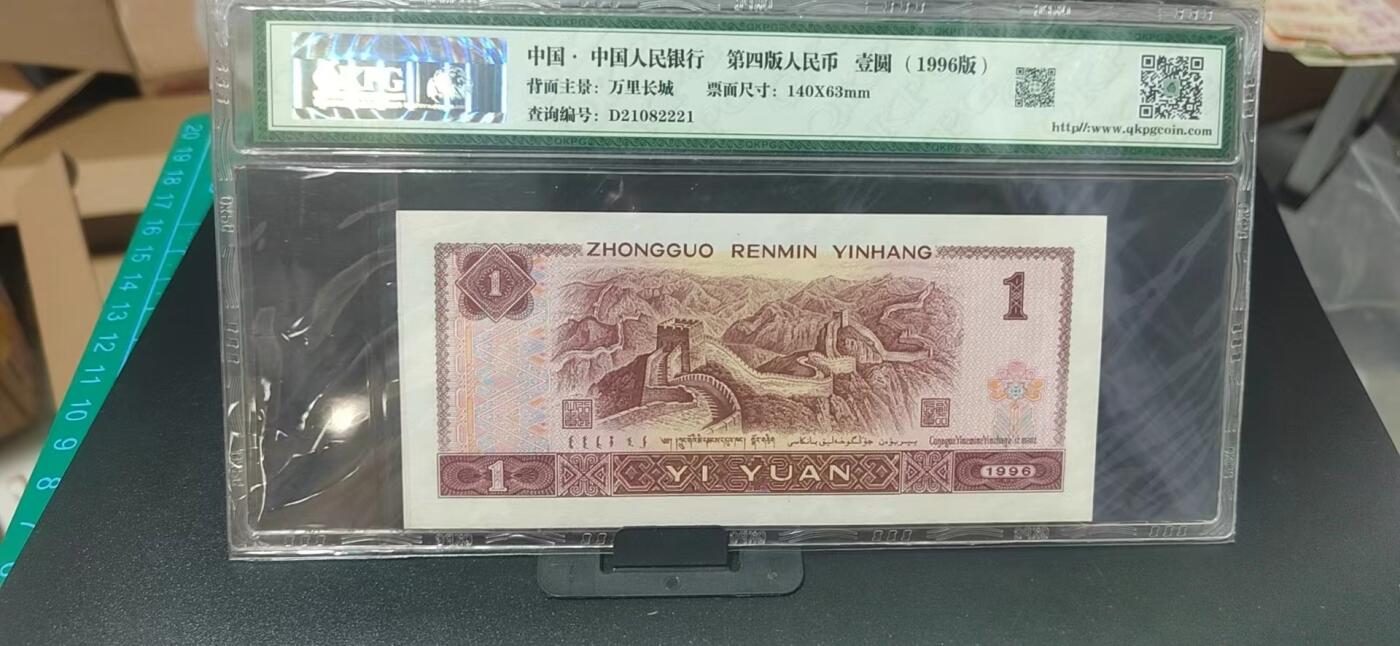 QKPG
中国·中国人民银行 第四版人民币 壹圆（1996版）
背面主景：万里长城 票面尺寸：140X63mm
查询编号：D21082221
http//:www.qkpgcoin.com
ZHONGGUO RENMIN YINHANG
1
1
1 YI YUAN 1996
20 19 18 17 16 15 14 13 12 11 10 9 8 7